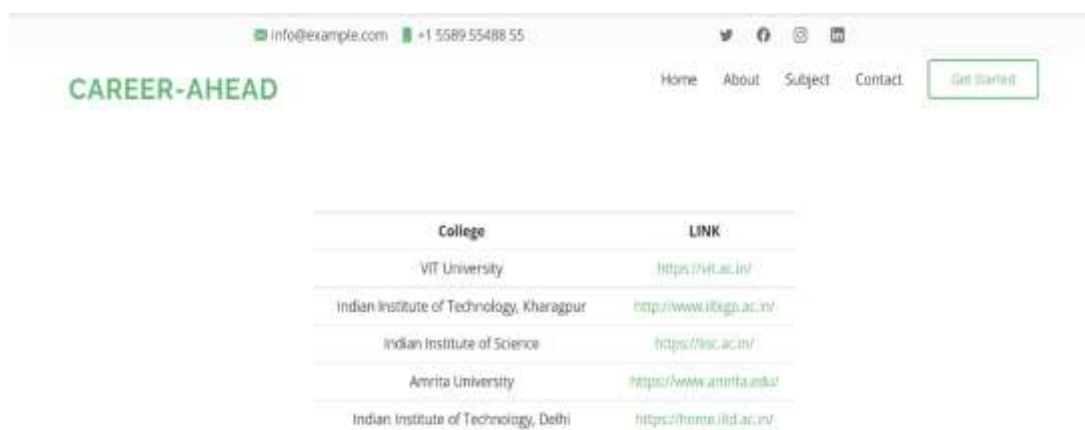 info@example.com +1 5589 55488 55
CAREER-AHEAD
Home About Subject Contact Get Started
College LINK
VIT University https://vit.ac.in/
Indian Institute of Technology, Kharagpur http://www.iitkgp.ac.in/
Indian Institute of Science https://iisc.ac.in/
Amrita University https://www.amrita.edu/
Indian Institute of Technology, Delhi https://home.iitd.ac.in/